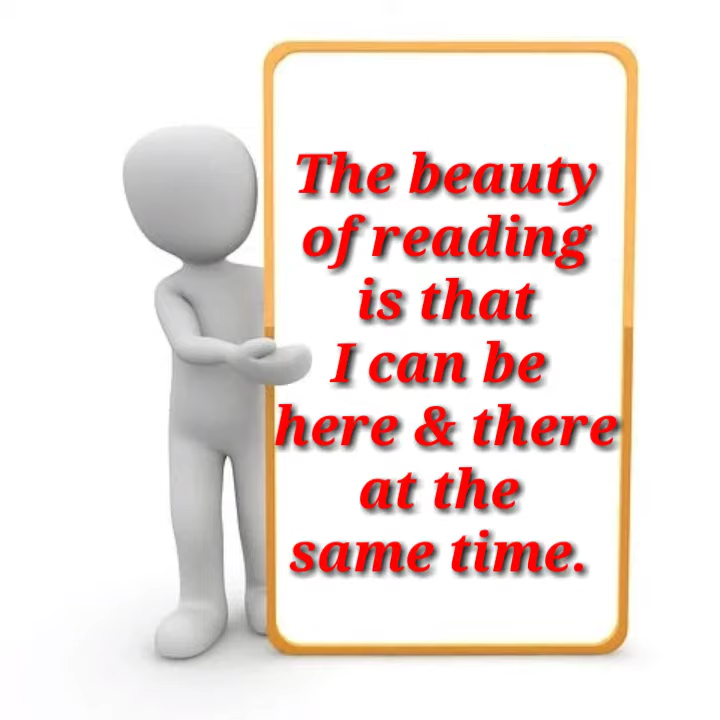 The beauty
of reading
is that
I can be
here & there
at the
same time.